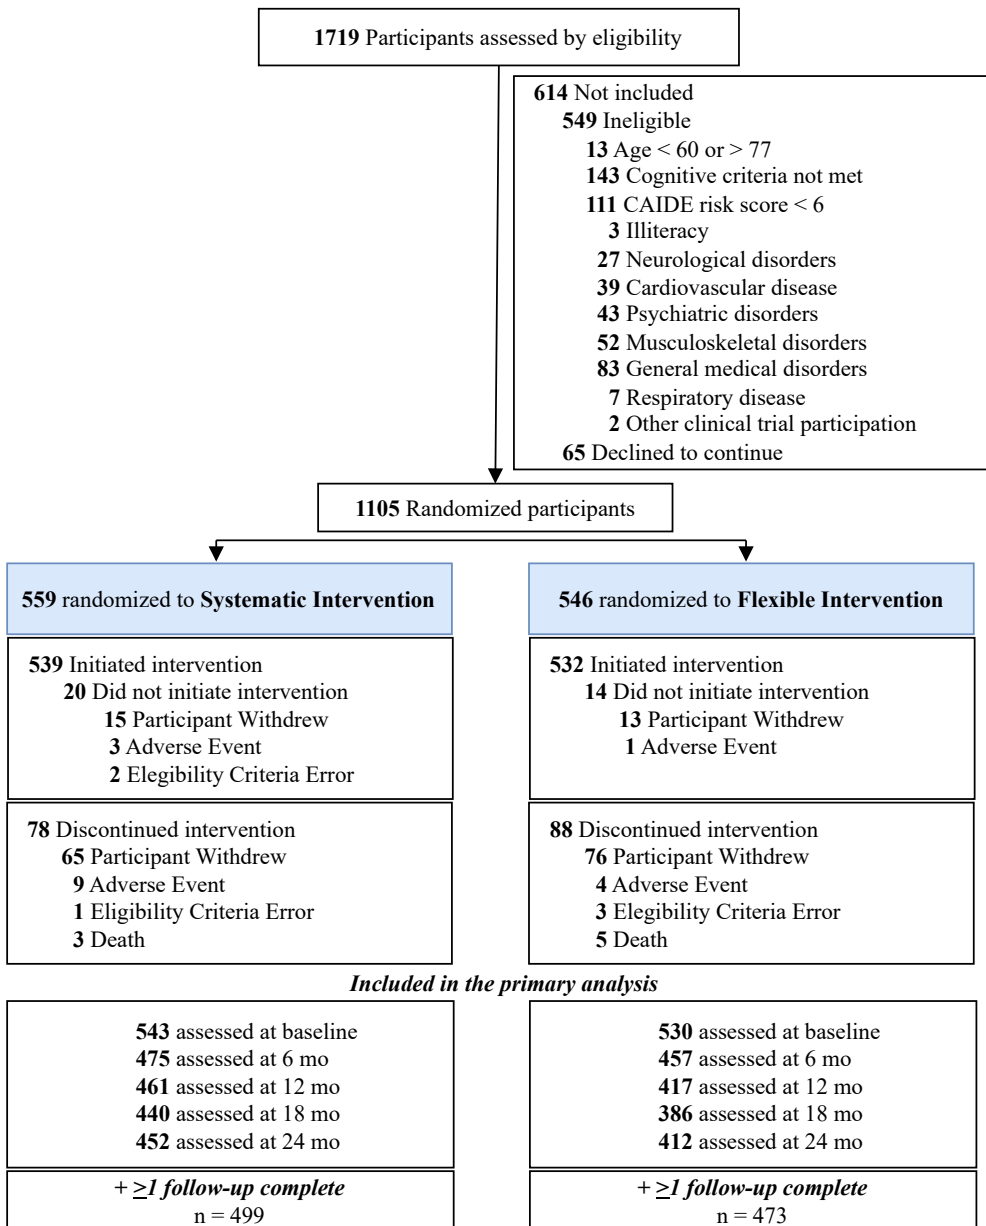 1719 Participants assessed by eligibility
614 Not included
549 Ineligible
13 Age < 60 or > 77
143 Cognitive criteria not met
111 CAIDE risk score < 6
3 Illiteracy
27 Neurological disorders
39 Cardiovascular disease
43 Psychiatric disorders
52 Musculoskeletal disorders
83 General medical disorders
7 Respiratory disease
2 Other clinical trial participation
65 Declined to continue
1105 Randomized participants
559 randomized to Systematic Intervention
539 Initiated intervention
20 Did not initiate intervention
15 Participant Withdrew
3 Adverse Event
2 Elegibility Criteria Error
78 Discontinued intervention
65 Participant Withdrew
9 Adverse Event
1 Eligibility Criteria Error
3 Death
546 randomized to Flexible Intervention
532 Initiated intervention
14 Did not initiate intervention
13 Participant Withdrew
1 Adverse Event
88 Discontinued intervention
76 Participant Withdrew
4 Adverse Event
3 Elegibility Criteria Error
5 Death
Included in the primary analysis
543 assessed at baseline
475 assessed at 6 mo
461 assessed at 12 mo
440 assessed at 18 mo
452 assessed at 24 mo
+ ≥1 follow-up complete
n = 499
530 assessed at baseline
457 assessed at 6 mo
417 assessed at 12 mo
386 assessed at 18 mo
412 assessed at 24 mo
+ ≥1 follow-up complete
n = 473